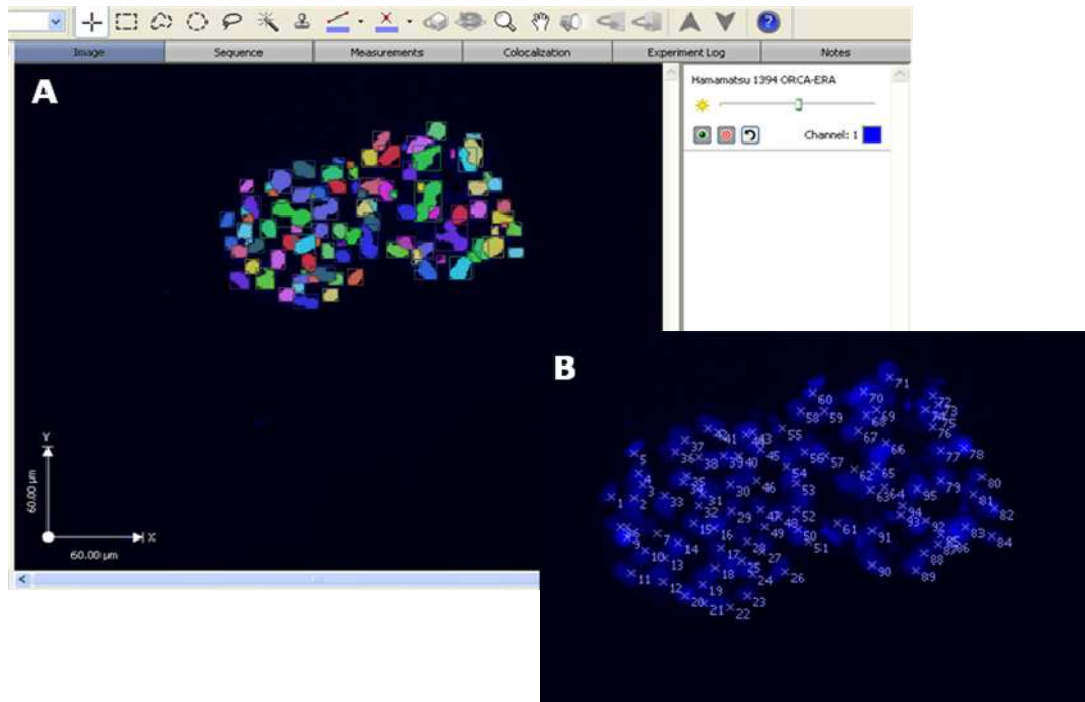 Image Sequence Measurements Colocalization Experiment Log Notes
A
Hamamatsu 1394 ORCA-ERA
Channel: 1
Y
60.00 µm
X
60.00 µm
B
71
60 70 72
58 59 69 74 73
68 75
42 41 43 55 67 76
37 66
36 38 39 40 45 56 57 77 78
5 54 65
4 35 46 53 62 80
3 34 30 63 64 79
1 2 33 31 95 81
32 29 47 52 94 82
15 16 48 61 93 92
7 49 50 91 83 84
9 14 28 51 85 86
10 17 27 88
13 25 90 89
11 18 24 26
12 19
20 23
21 22